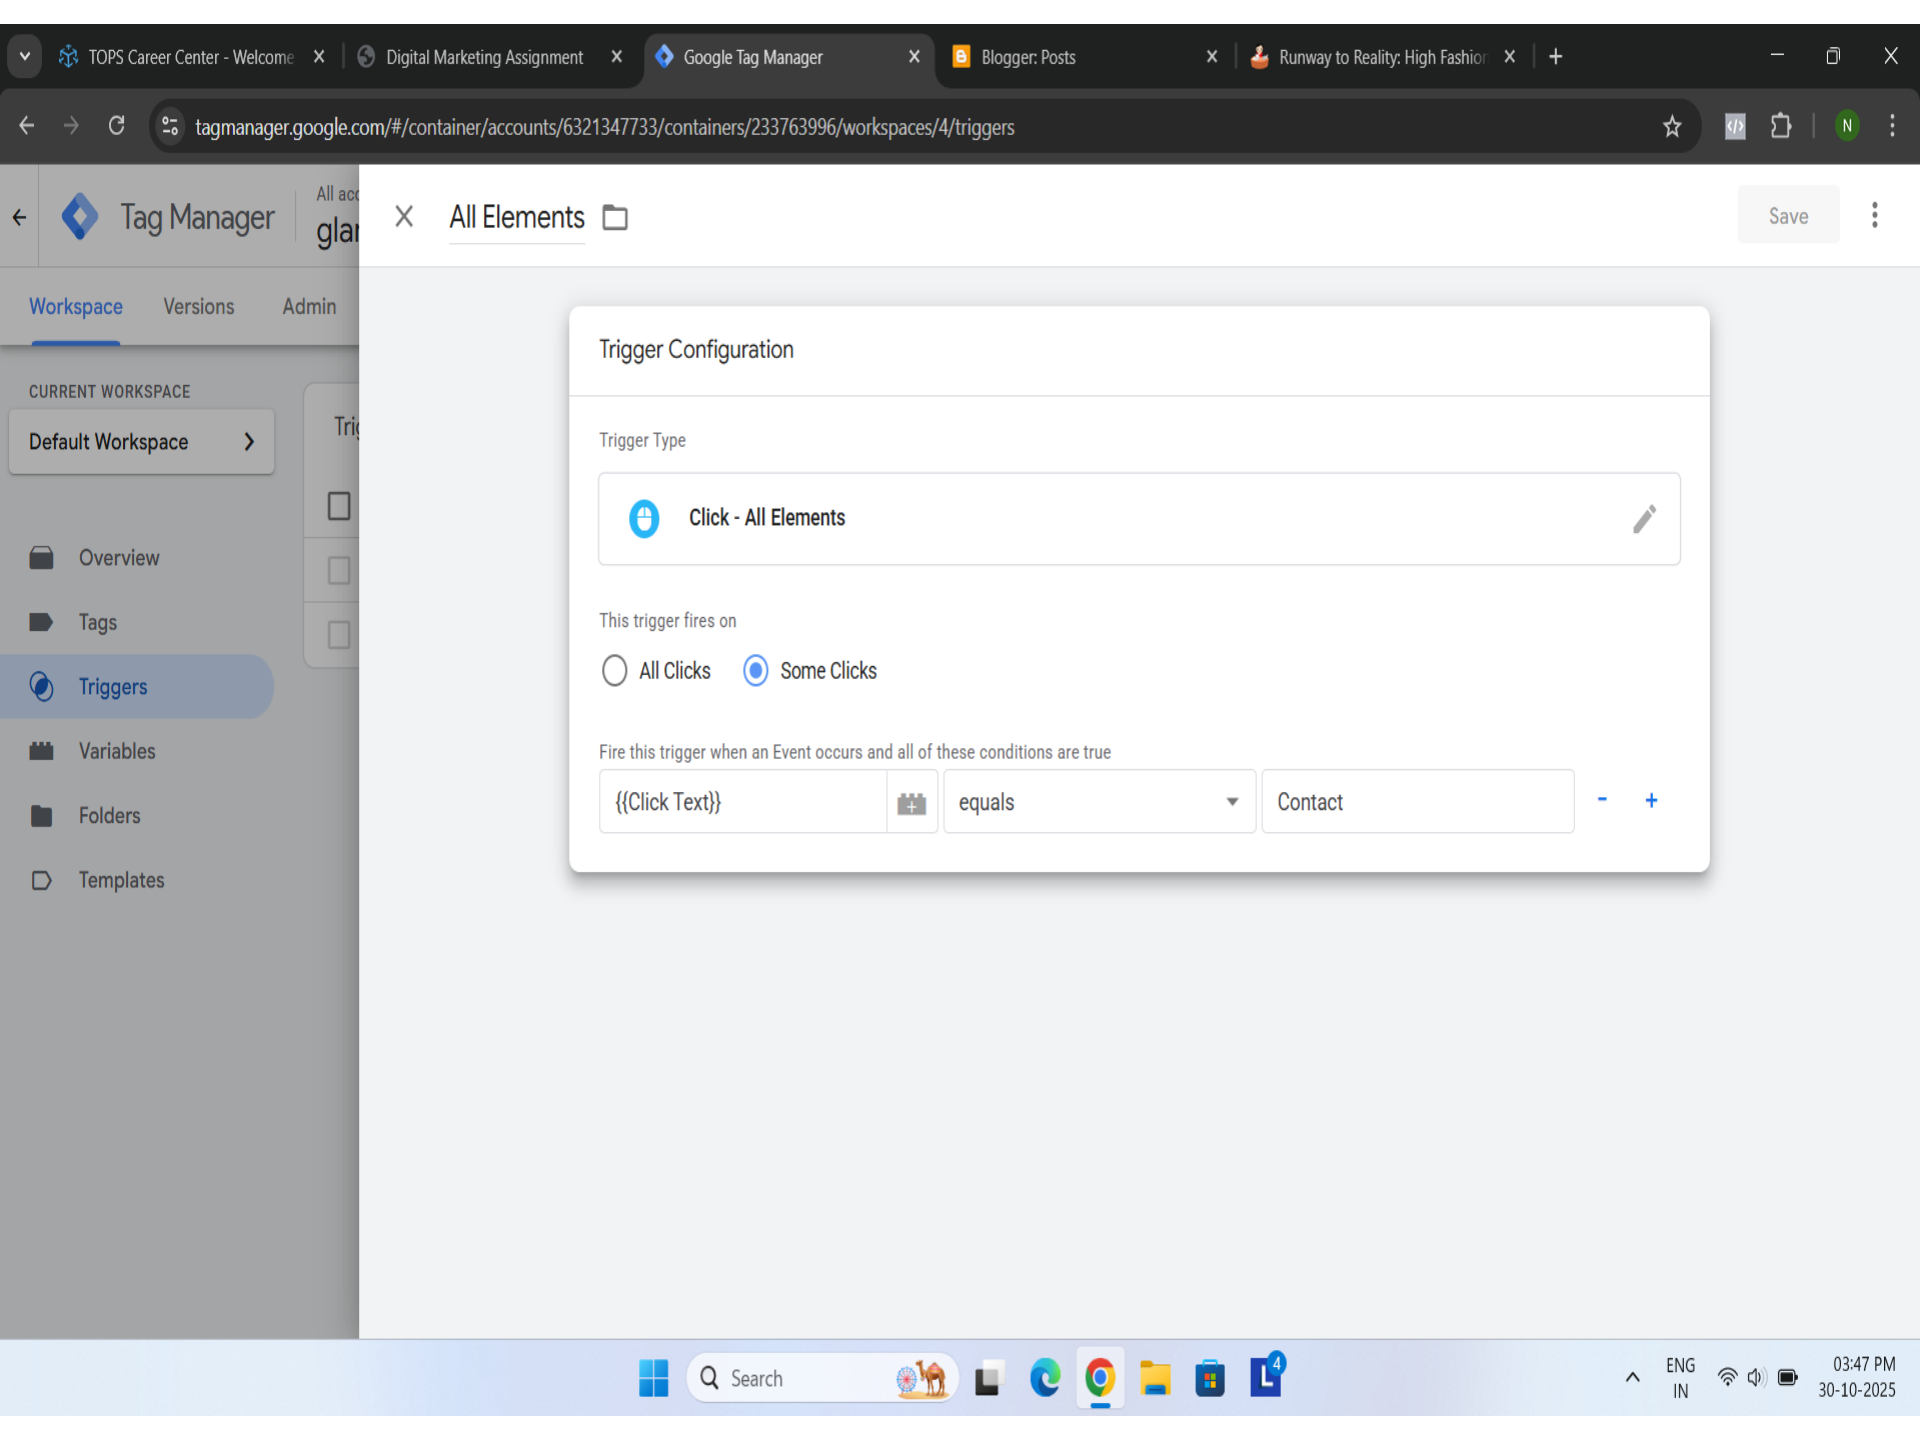 TOPS Career Center - Welcome
Digital Marketing Assignment
Google Tag Manager
Blogger: Posts
Runway to Reality: High Fashion
tagmanager.google.com/#/container/accounts/6321347733/containers/233763996/workspaces/4/triggers
N
Tag Manager
All acc
glar
All Elements
Save
Workspace
Versions
Admin
Trigger Configuration
CURRENT WORKSPACE
Default Workspace
Trig
Trigger Type
Click - All Elements
Overview
Tags
Triggers
Variables
Folders
Templates
This trigger fires on
All Clicks
Some Clicks
Fire this trigger when an Event occurs and all of these conditions are true
{{Click Text}}
equals
Contact
- +
Search
L
4
ENG
IN
03:47 PM
30-10-2025